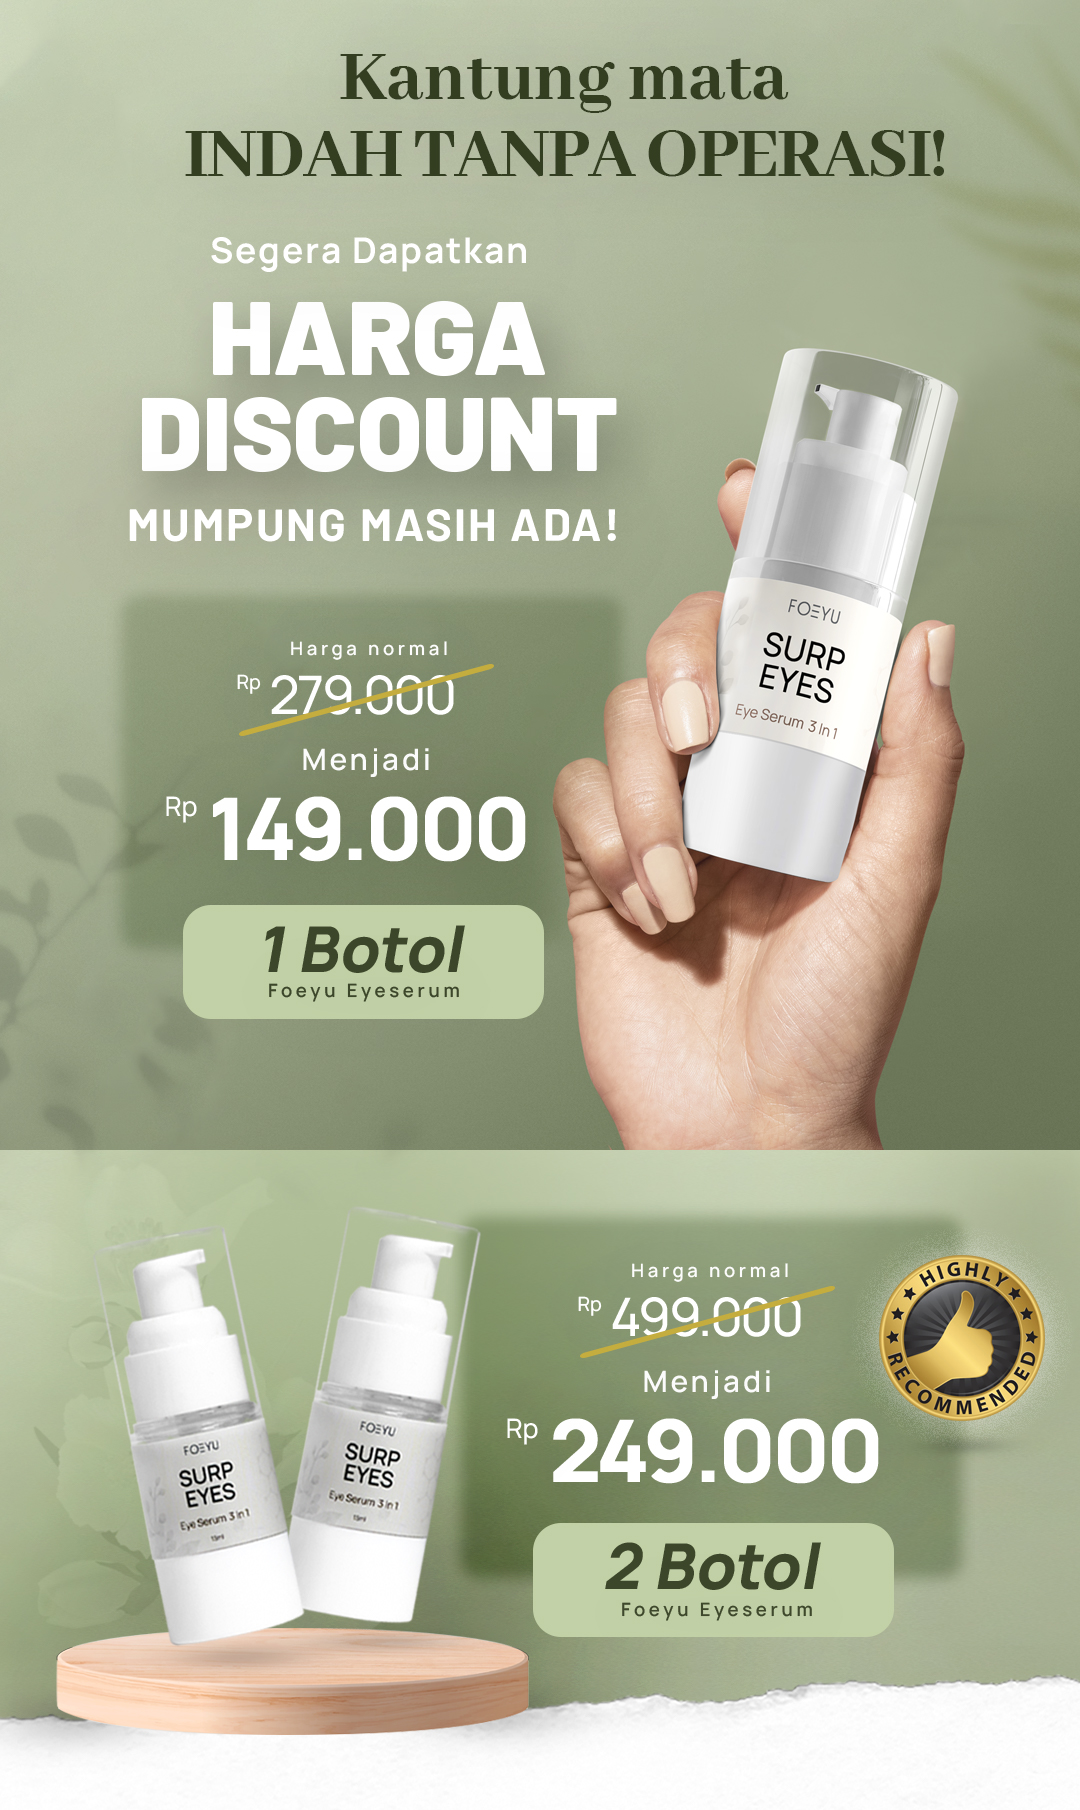 Kantung mata
INDAH TANPA OPERASI!
Segera Dapatkan
HARGA
DISCOUNT
MUMPUNG MASIH ADA!
Harga normal
Rp 279.000
Menjadi
Rp 149.000
1 Botol
Foeyu Eyeserum
FOEYU
SURP
EYES
Eye Serum 3 in 1
Harga normal
Rp 499.000
Menjadi
Rp 249.000
2 Botol
Foeyu Eyeserum
HIGHLY
RECOMMENDED
FOEYU
SURP
EYES
Eye Serum 3 in 1
15ml
FOEYU
SURP
EYES
Eye Serum 3 in 1
15ml